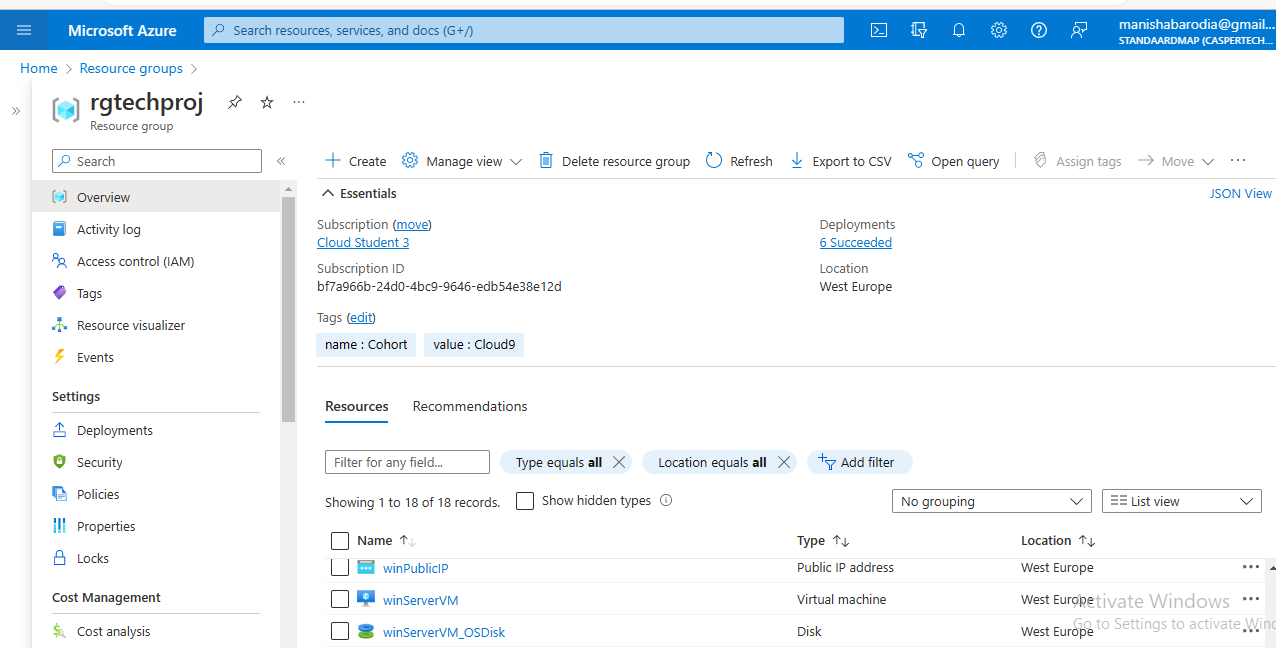 Microsoft Azure
Search resources, services, and docs (G+/)
manishabarodia@gmail...
STANDAARDMAP (CASPERTECH...
Home > Resource groups >
rgtechproj
Resource group
Search
Overview
Activity log
Access control (IAM)
Tags
Resource visualizer
Events
Settings
Deployments
Security
Policies
Properties
Locks
Cost Management
Cost analysis
Create
Manage view
Delete resource group
Refresh
Export to CSV
Open query
Assign tags
Move
Essentials
JSON View
Subscription (move)
Cloud Student 3
Subscription ID
bf7a966b-24d0-4bc9-9646-edb54e38e12d
Deployments
6 Succeeded
Location
West Europe
Tags (edit)
name : Cohort
value : Cloud9
Resources
Recommendations
Filter for any field...
Type equals all
Location equals all
Add filter
Showing 1 to 18 of 18 records.
Show hidden types
No grouping
List view
Name
Type
Location
winPublicIP
Public IP address
West Europe
winServerVM
Virtual machine
West Europe
winServerVM_OSDisk
Disk
West Europe
Activate Windows
Go to Settings to activate Wind